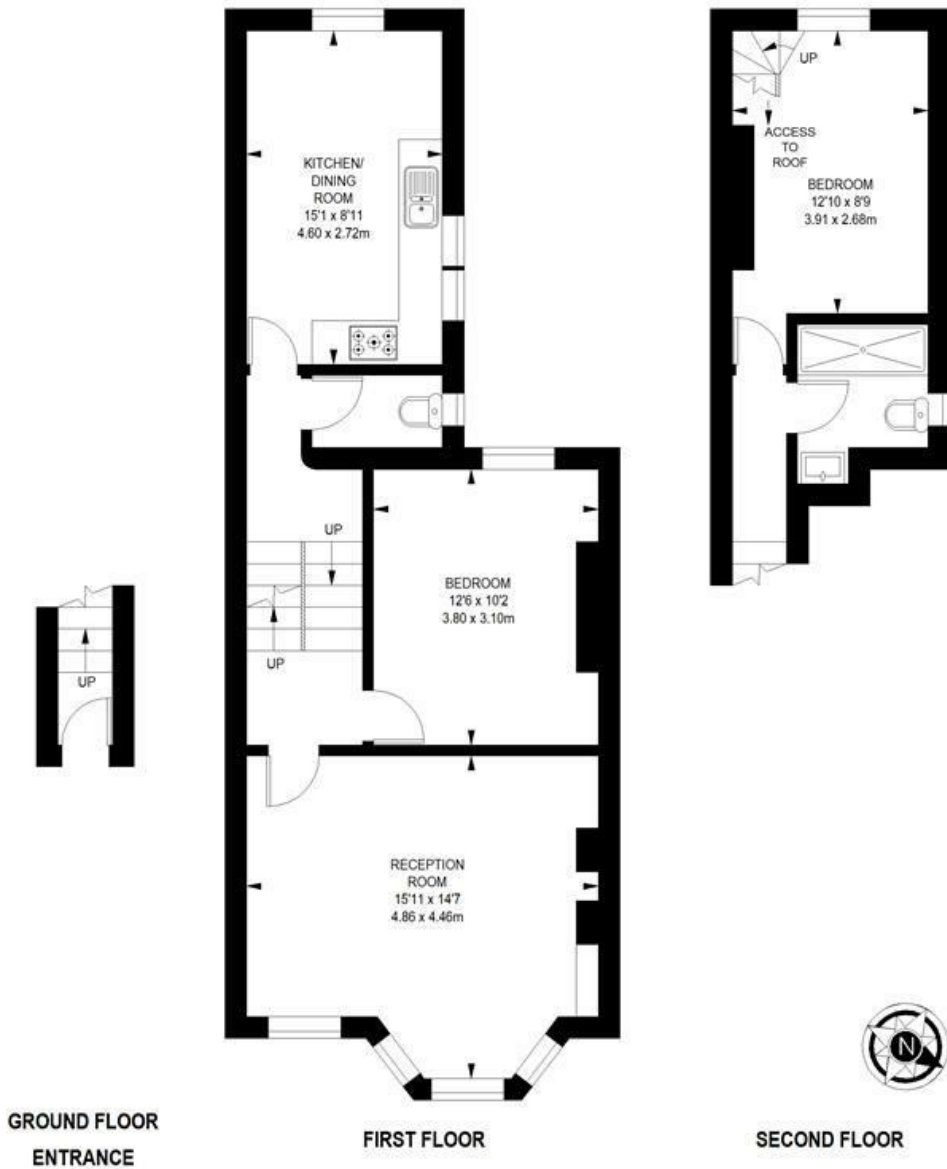 KITCHEN/
DINING
ROOM
15'1 x 8'11
4.60 x 2.72m
UP
BEDROOM
12'6 x 10'2
3.80 x 3.10m
UP
UP
RECEPTION
ROOM
15'11 x 14'7
4.86 x 4.46m
UP
ACCESS
TO
ROOF
BEDROOM
12'10 x 8'9
3.91 x 2.68m
N
GROUND FLOOR
ENTRANCE
FIRST FLOOR
SECOND FLOOR